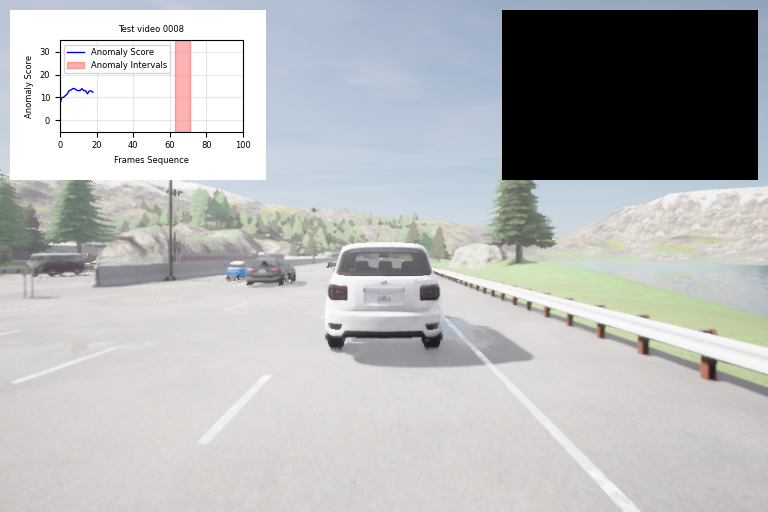 Test video 0008
Anomaly Score
Anomaly Intervals
Anomaly Score
30
20
10
0
0 20 40 60 80 100
Frames Sequence